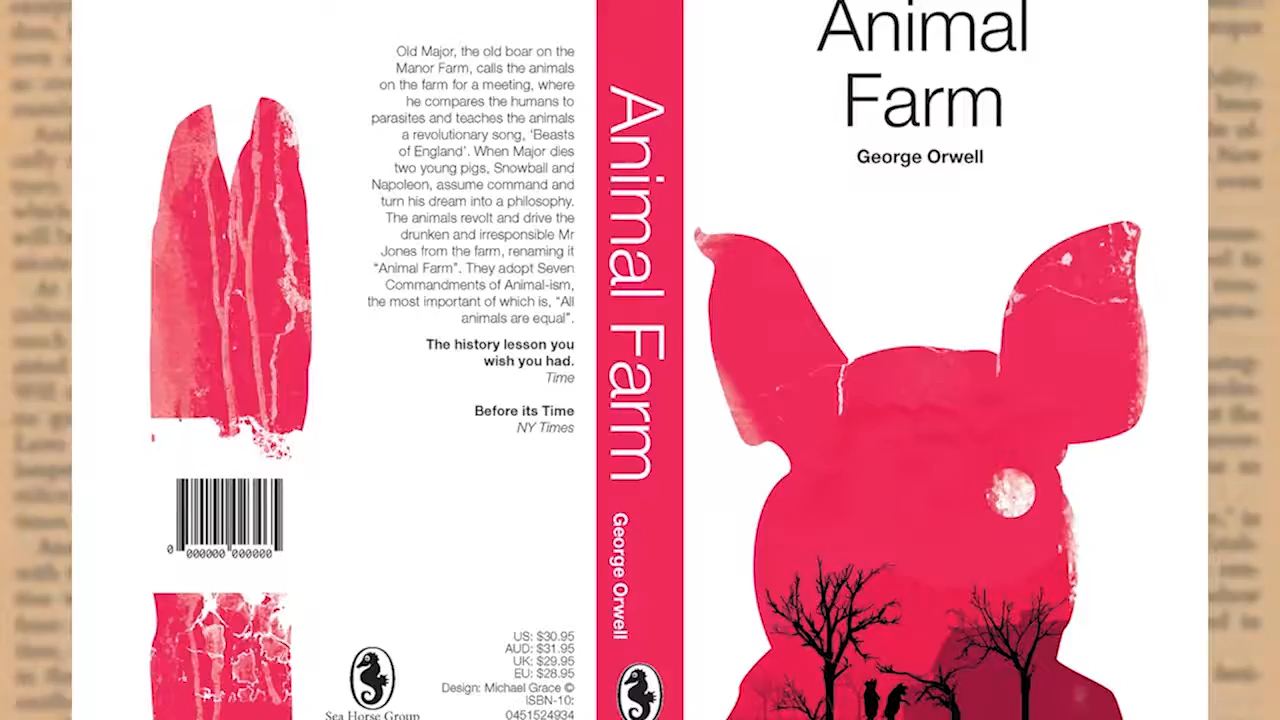 Old Major, the old boar on the
Manor Farm, calls the animals
on the farm for a meeting, where
he compares the humans to
parasites and teaches the animals
a revolutionary song, ‘Beasts
of England’. When Major dies
two young pigs, Snowball and
Napoleon, assume command and
turn his dream into a philosophy.
The animals revolt and drive the
drunken and irresponsible Mr
Jones from the farm, renaming it
“Animal Farm”. They adopt Seven
Commandments of Animal-ism,
the most important of which is, “All
animals are equal”.
The history lesson you
wish you had.
Time
Before its Time
NY Times
0 000000 000000
US: $30.95
AUD: $31.95
UK: $29.95
EU: $28.95
Design: Michael Grace ©
ISBN-10:
0451524934
Sea Horse Group
Animal Farm
George Orwell
Animal
Farm
George Orwell